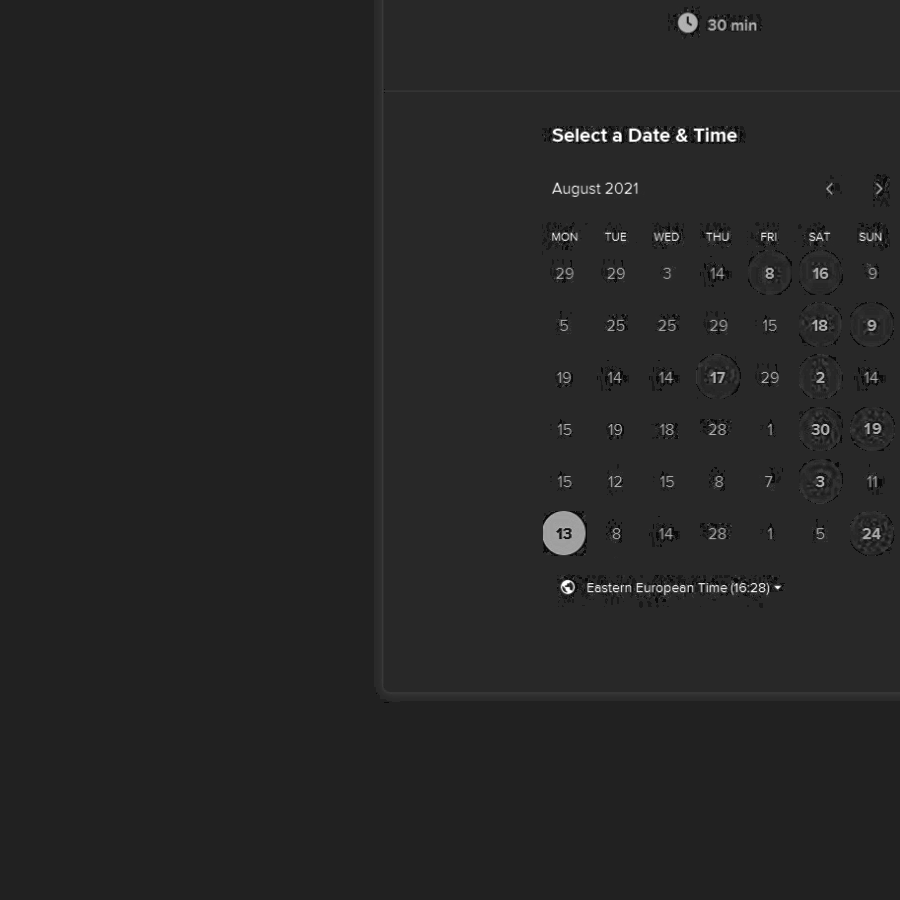 30 min
Select a Date & Time
August 2021
MON TUE WED THU FRI SAT SUN
29 29 3 14 8 16 9
5 25 25 29 15 18 9
19 14 14 17 29 2 14
15 19 18 28 1 30 19
15 12 15 8 7 3 11
13 8 14 28 1 5 24
Eastern European Time (16:28)